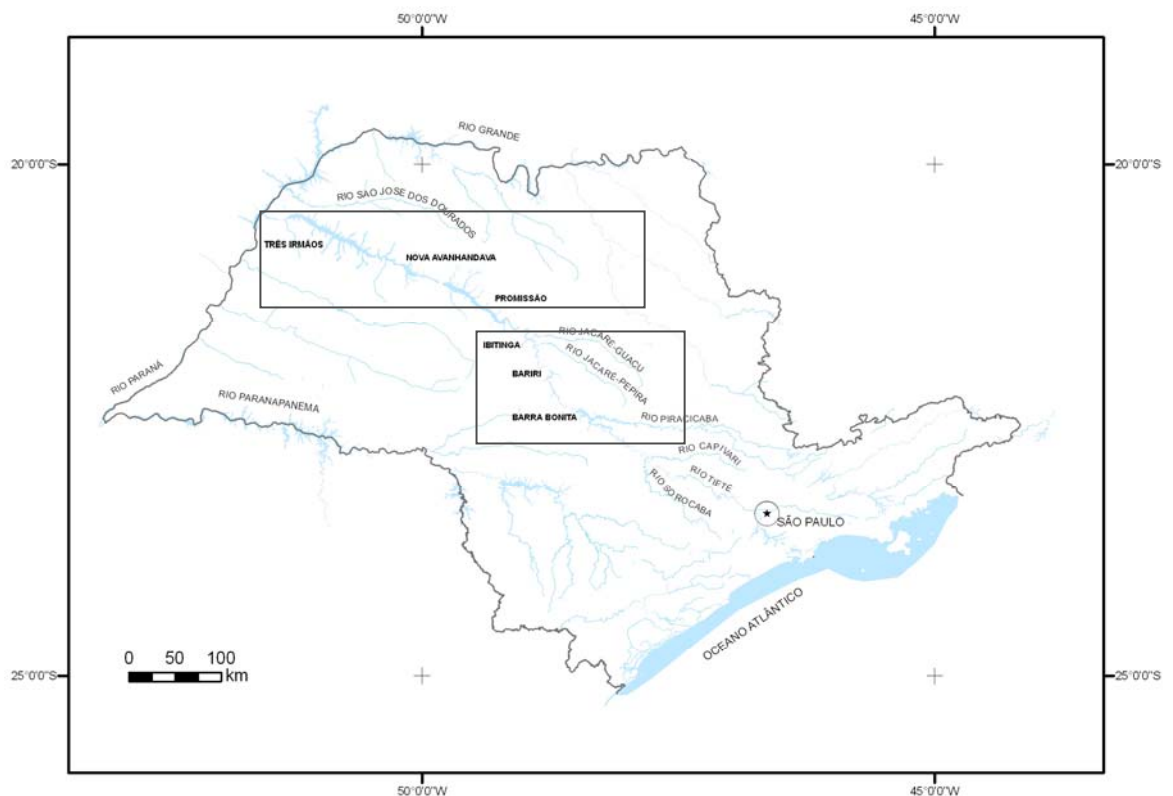 50°0'0"W
45°0'0"W
20°0'0"S
20°0'0"S
RIO GRANDE
RIO SAO JOSE DOS DOURADOS
TRÊS IRMÃOS
NOVA AVANHANDAVA
PROMISSÃO
RIO JACARE-GUACU
IBITINGA
RIO JACARÉ-PEPIRA
BARIRI
RIO PARANÁ
RIO PARANAPANEMA
BARRA BONITA
RIO PIRACICABA
RIO CAPIVARI
RIO TIETÊ
RIO SOROCABA
SÃO PAULO
OCEANO ATLÂNTICO
0 50 100
km
25°0'0"S
25°0'0"S
50°0'0"W
45°0'0"W